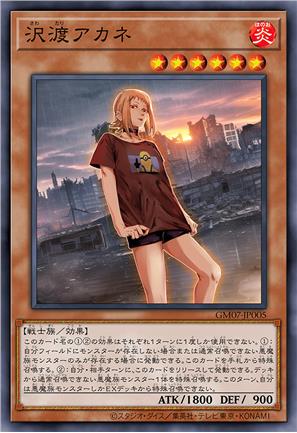 さわ たり
沢渡アカネ
ほのお
炎
GM07-JP005
【戦士族／効果】
このカード名の①②の効果はそれぞれ1ターンに1度しか使用できない。①:
自分フィールドにモンスターが存在しない場合または通常召喚できない悪魔
族モンスターのみが存在する場合に発動できる。このカードを手札から特殊
召喚する。②:自分・相手ターンに、このカードをリリースして発動できる。デッキ
から通常召喚できない悪魔族モンスター1体を特殊召喚する。このターン、自分
は悪魔族モンスターしかEXデッキから特殊召喚できない。
ATK/1800 DEF/ 900
©スタジオ・ダイス/集英社・テレビ東京・KONAMI